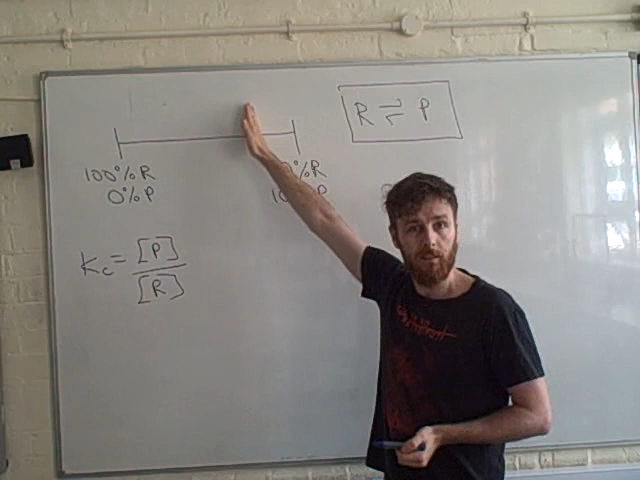 R ⇌ P
100%R
0%P
%R
Kc = [P]
[R]